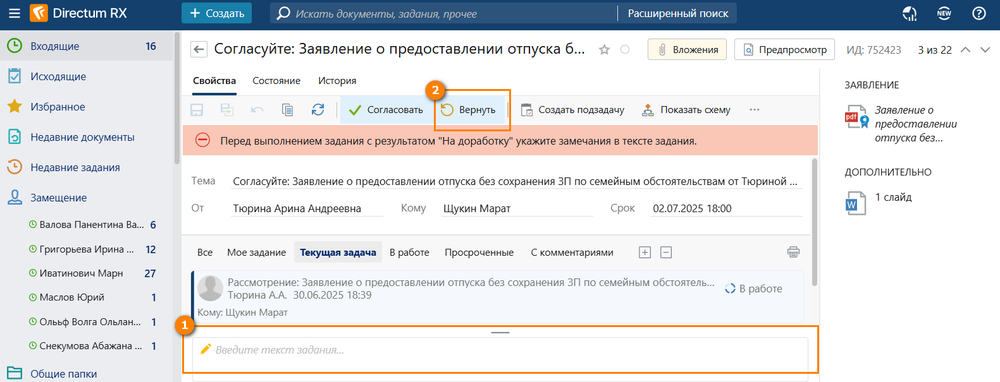 Directum RX
Создать
Искать документы, задания, прочее
Расширенный поиск
NEW
Входящие 16
Исходящие
Избранное
Недавние документы
Недавние задания
Замещение
Валова Панентина Ва... 6
Григорьева Ирина ... 12
Иватинович Марн 27
Маслов Юрий 1
Олььф Волга Ольлан... 1
Снекумова Абажана ... 1
Общие папки
Согласуйте: Заявление о предоставлении отпуска б...
Вложения
Предпросмотр
ИД: 752423
3 из 22
Свойства Состояние История
2
Согласовать
Вернуть
Создать подзадачу
Показать схему
Перед выполнением задания с результатом "На доработку" укажите замечания в тексте задания.
Тема Согласуйте: Заявление о предоставлении отпуска без сохранения ЗП по семейным обстоятельствам от Тюриной ...
От Тюрина Арина Андреевна Кому Щукин Марат Срок 02.07.2025 18:00
Все Мое задание Текущая задача В работе Просроченные С комментариями
Рассмотрение: Заявление о предоставлении отпуска без сохранения ЗП по семейным обстоятель...
Тюрина А.А. 30.06.2025 18:39
В работе
Кому: Щукин Марат
1
Введите текст задания...
ЗАЯВЛЕНИЕ
pdf
Заявление о
предоставлении
отпуска без...
ДОПОЛНИТЕЛЬНО
W
1 слайд